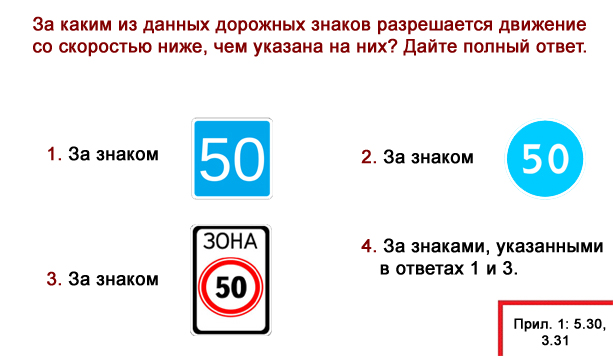 За каким из данных дорожных знаков разрешается движение
со скоростью ниже, чем указана на них? Дайте полный ответ.
1. За знаком
50
2. За знаком
50
3. За знаком
ЗОНА
50
4. За знаками, указанными
в ответах 1 и 3.
Прил. 1: 5.30,
3.31